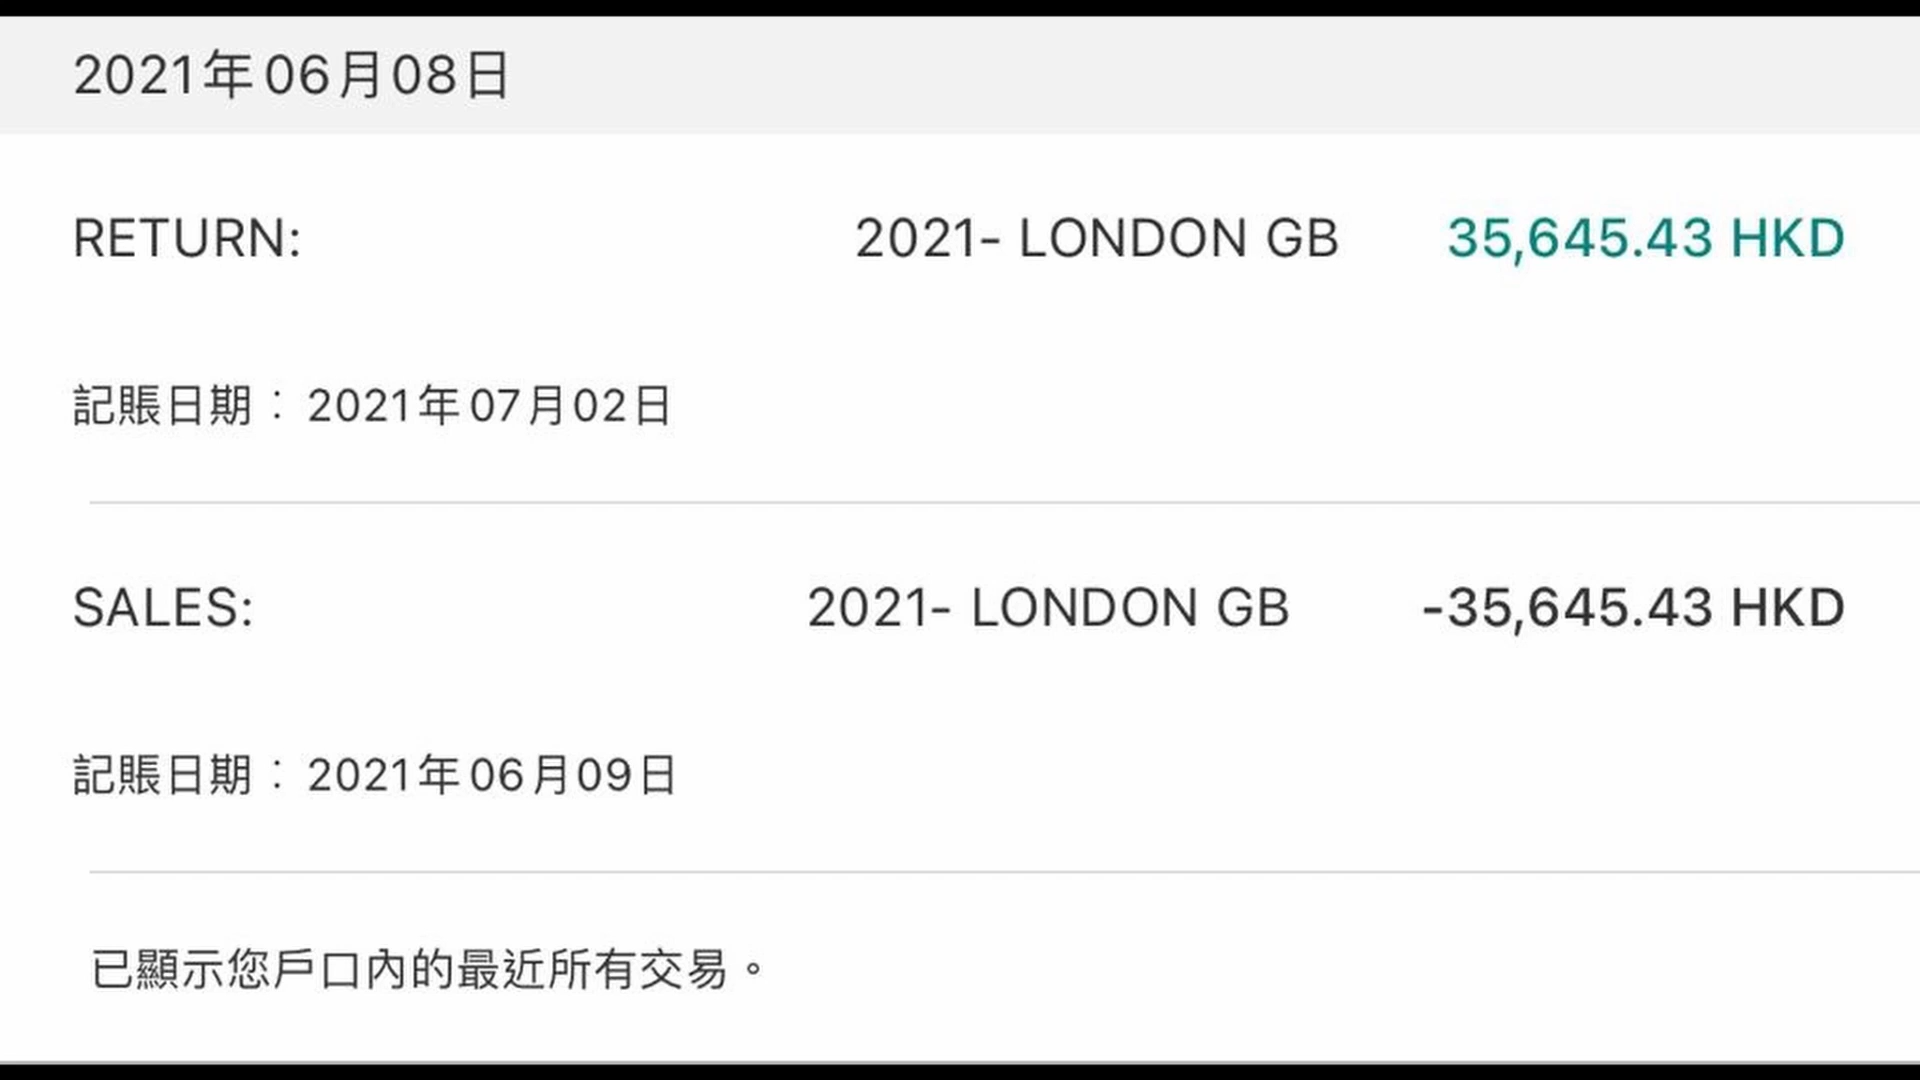 2021年06月08日
RETURN: 2021- LONDON GB 35,645.43 HKD
記賬日期：2021年07月02日
SALES: 2021- LONDON GB -35,645.43 HKD
記賬日期：2021年06月09日
已顯示您戶口內的最近所有交易。